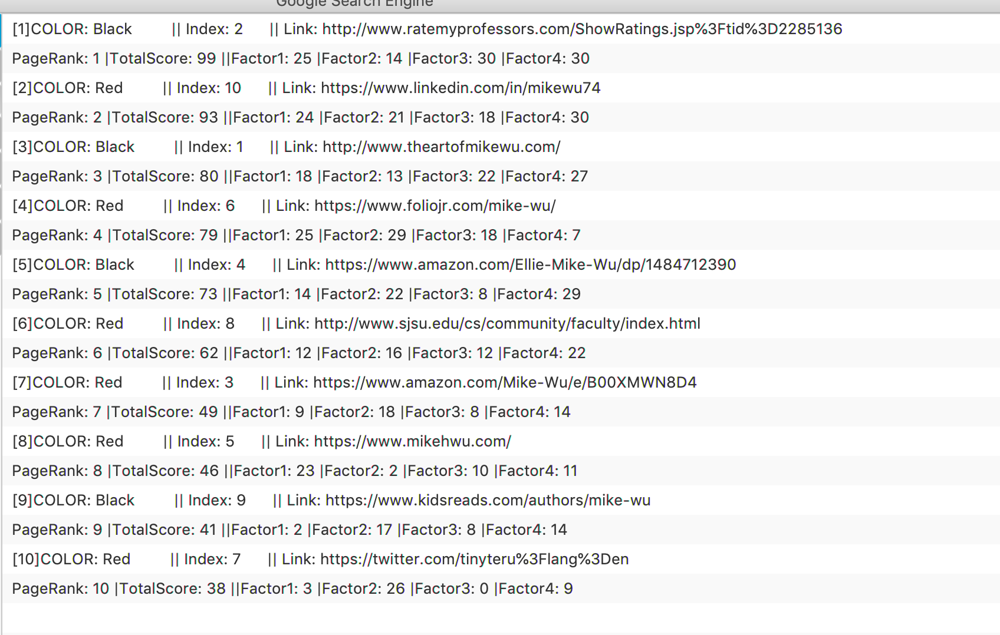 Google Search Engine
[1]COLOR: Black || Index: 2 || Link: http://www.ratemyprofessors.com/ShowRatings.jsp%3Ftid%3D2285136
PageRank: 1 |TotalScore: 99 ||Factor1: 25 |Factor2: 14 |Factor3: 30 |Factor4: 30
[2]COLOR: Red || Index: 10 || Link: https://www.linkedin.com/in/mikewu74
PageRank: 2 |TotalScore: 93 ||Factor1: 24 |Factor2: 21 |Factor3: 18 |Factor4: 30
[3]COLOR: Black || Index: 1 || Link: http://www.theartofmikewu.com/
PageRank: 3 |TotalScore: 80 ||Factor1: 18 |Factor2: 13 |Factor3: 22 |Factor4: 27
[4]COLOR: Red || Index: 6 || Link: https://www.foliojr.com/mike-wu/
PageRank: 4 |TotalScore: 79 ||Factor1: 25 |Factor2: 29 |Factor3: 18 |Factor4: 7
[5]COLOR: Black || Index: 4 || Link: https://www.amazon.com/Ellie-Mike-Wu/dp/1484712390
PageRank: 5 |TotalScore: 73 ||Factor1: 14 |Factor2: 22 |Factor3: 8 |Factor4: 29
[6]COLOR: Red || Index: 8 || Link: http://www.sjsu.edu/cs/community/faculty/index.html
PageRank: 6 |TotalScore: 62 ||Factor1: 12 |Factor2: 16 |Factor3: 12 |Factor4: 22
[7]COLOR: Red || Index: 3 || Link: https://www.amazon.com/Mike-Wu/e/B00XMWN8D4
PageRank: 7 |TotalScore: 49 ||Factor1: 9 |Factor2: 18 |Factor3: 8 |Factor4: 14
[8]COLOR: Red || Index: 5 || Link: https://www.mikehwu.com/
PageRank: 8 |TotalScore: 46 ||Factor1: 23 |Factor2: 2 |Factor3: 10 |Factor4: 11
[9]COLOR: Black || Index: 9 || Link: https://www.kidsreads.com/authors/mike-wu
PageRank: 9 |TotalScore: 41 ||Factor1: 2 |Factor2: 17 |Factor3: 8 |Factor4: 14
[10]COLOR: Red || Index: 7 || Link: https://twitter.com/tinyteru%3Flang%3Den
PageRank: 10 |TotalScore: 38 ||Factor1: 3 |Factor2: 26 |Factor3: 0 |Factor4: 9